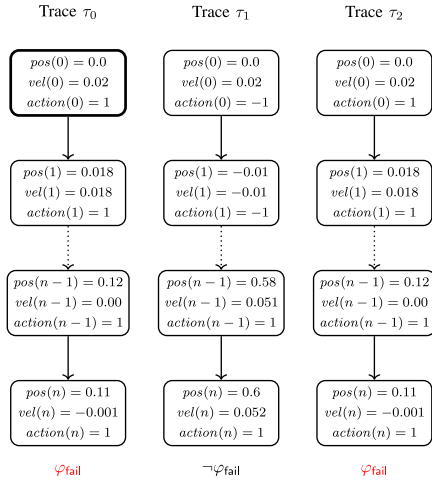 Trace τ₀ Trace τ₁ Trace τ₂
pos(0) = 0.0 pos(0) = 0.0 pos(0) = 0.0
vel(0) = 0.02 vel(0) = 0.02 vel(0) = 0.02
action(0) = 1 action(0) = −1 action(0) = 1
pos(1) = 0.018 pos(1) = −0.01 pos(1) = 0.018
vel(1) = 0.018 vel(1) = −0.01 vel(1) = 0.018
action(1) = 1 action(1) = −1 action(1) = 1
pos(n − 1) = 0.12 pos(n − 1) = 0.58 pos(n − 1) = 0.12
vel(n − 1) = 0.00 vel(n − 1) = 0.051 vel(n − 1) = 0.00
action(n − 1) = 1 action(n − 1) = 1 action(n − 1) = 1
pos(n) = 0.11 pos(n) = 0.6 pos(n) = 0.11
vel(n) = −0.001 vel(n) = 0.052 vel(n) = −0.001
action(n) = 1 action(n) = 1 action(n) = 1
φfail ¬φfail φfail